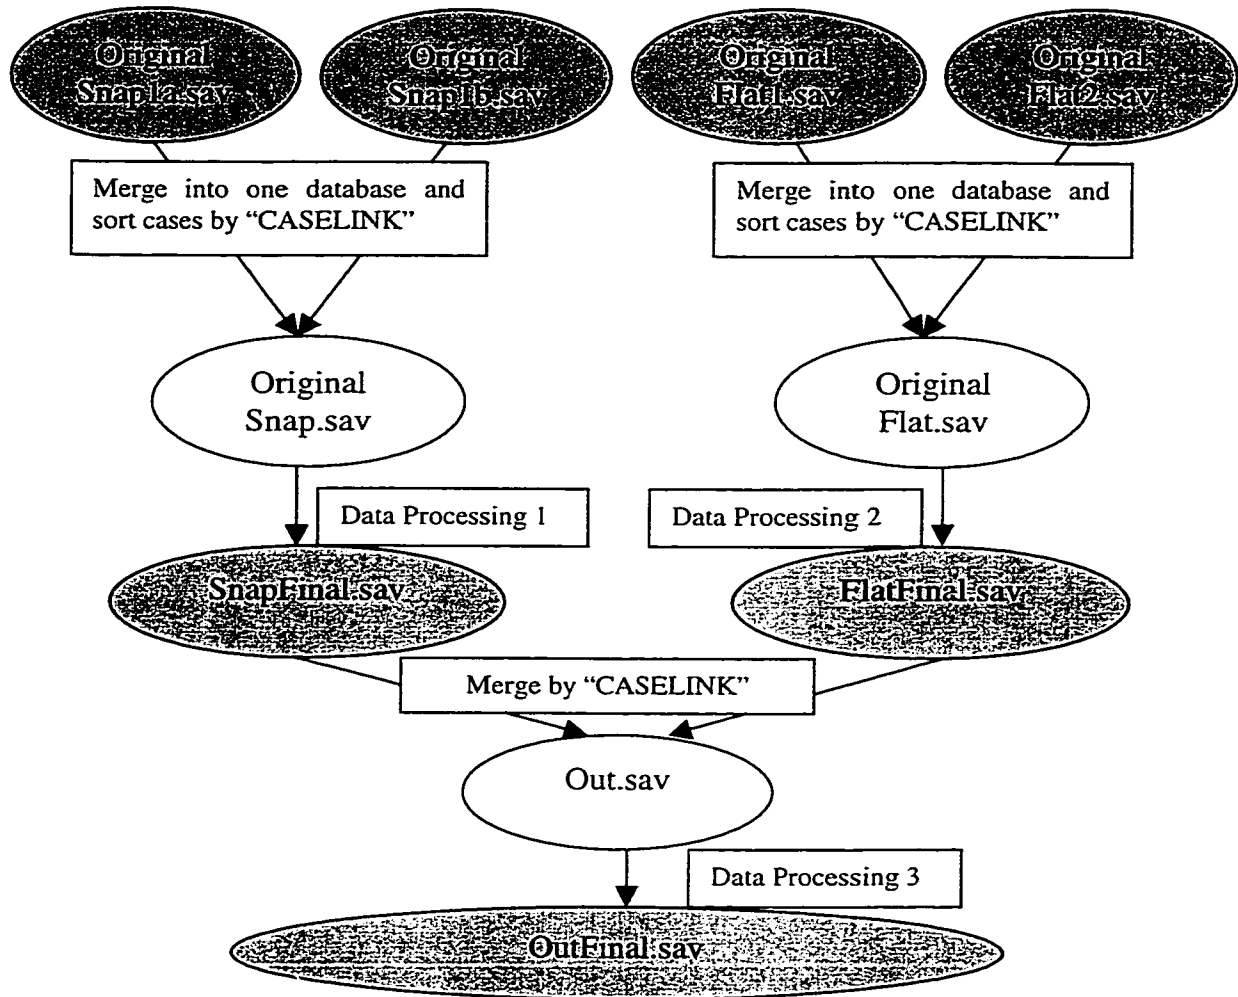 Original
Snap1a.sav
Original
Snap1b.sav
Original
Flat1.sav
Original
Flat2.sav
Merge into one database and
sort cases by “CASELINK”
Merge into one database and
sort cases by “CASELINK”
Original
Snap.sav
Original
Flat.sav
Data Processing 1
Data Processing 2
SnapFinal.sav
FlatFinal.sav
Merge by “CASELINK”
Out.sav
Data Processing 3
OutFinal.sav